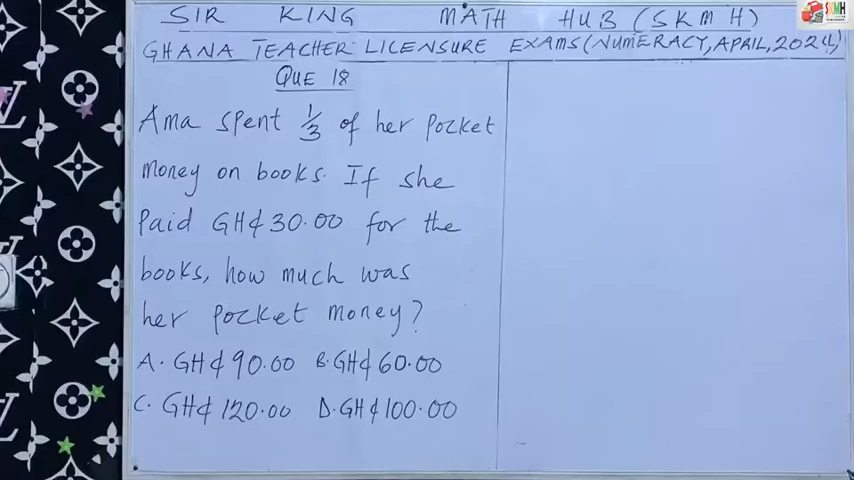 SIR KING MATH HUB (SKMH)
GHANA TEACHER LICENSURE EXAMS (NUMERACY, APRIL, 2024)
QUE 18
Ama spent 1/3 of her pocket
money on books. If she
Paid GH¢30.00 for the
books, how much was
her pocket money?
A. GH¢90.00 B. GH¢60.00
C. GH¢120.00 D. GH¢100.00
SKMH